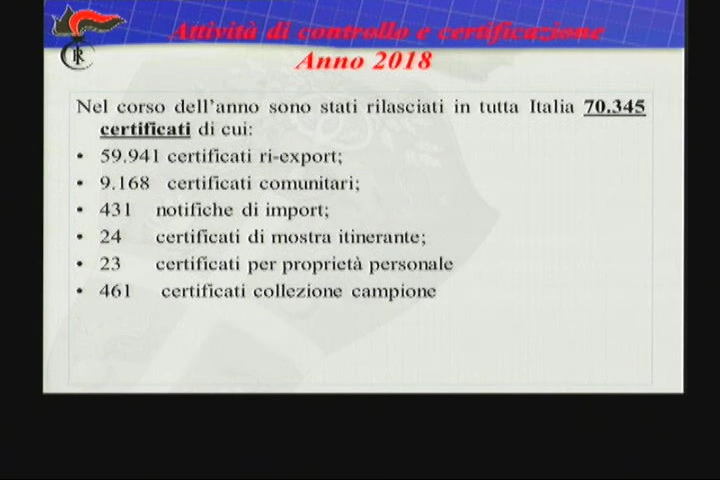 Attività di controllo e certificazione
Anno 2018
Nel corso dell'anno sono stati rilasciati in tutta Italia 70.345
certificati di cui:
• 59.941 certificati ri-export;
• 9.168 certificati comunitari;
• 431 notifiche di import;
• 24 certificati di mostra itinerante;
• 23 certificati per proprietà personale
• 461 certificati collezione campione